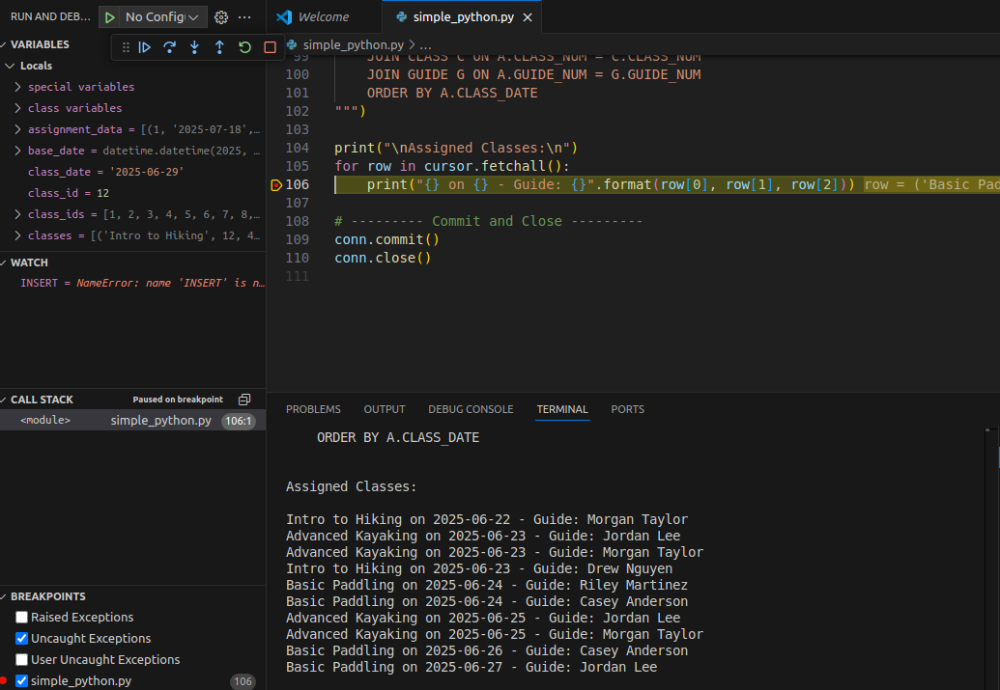 RUN AND DEB… No Config
VARIABLES
Locals
special variables
class variables
assignment_data = [(1, '2025-07-18',…
base_date = datetime.datetime(2025, …
class_date = '2025-06-29'
class_id = 12
class_ids = [1, 2, 3, 4, 5, 6, 7, 8,…
classes = [('Intro to Hiking', 12, 4…
WATCH
INSERT = NameError: name 'INSERT' is n…
CALL STACK Paused on breakpoint
<module> simple_python.py 106:1
BREAKPOINTS
Raised Exceptions
Uncaught Exceptions
User Uncaught Exceptions
simple_python.py 106
Welcome simple_python.py
simple_python.py > ...
99 JOIN CLASS C ON A.CLASS_NUM = C.CLASS_NUM
100 JOIN GUIDE G ON A.GUIDE_NUM = G.GUIDE_NUM
101 ORDER BY A.CLASS_DATE
102 """)
103
104 print("\nAssigned Classes:\n")
105 for row in cursor.fetchall():
106 print("{} on {} - Guide: {}".format(row[0], row[1], row[2])) row = ('Basic Pad
107
108 # --------- Commit and Close ---------
109 conn.commit()
110 conn.close()
111
PROBLEMS OUTPUT DEBUG CONSOLE TERMINAL PORTS
ORDER BY A.CLASS_DATE
Assigned Classes:
Intro to Hiking on 2025-06-22 - Guide: Morgan Taylor
Advanced Kayaking on 2025-06-23 - Guide: Jordan Lee
Advanced Kayaking on 2025-06-23 - Guide: Morgan Taylor
Intro to Hiking on 2025-06-23 - Guide: Drew Nguyen
Basic Paddling on 2025-06-24 - Guide: Riley Martinez
Basic Paddling on 2025-06-24 - Guide: Casey Anderson
Advanced Kayaking on 2025-06-25 - Guide: Jordan Lee
Advanced Kayaking on 2025-06-25 - Guide: Morgan Taylor
Basic Paddling on 2025-06-26 - Guide: Casey Anderson
Basic Paddling on 2025-06-27 - Guide: Jordan Lee